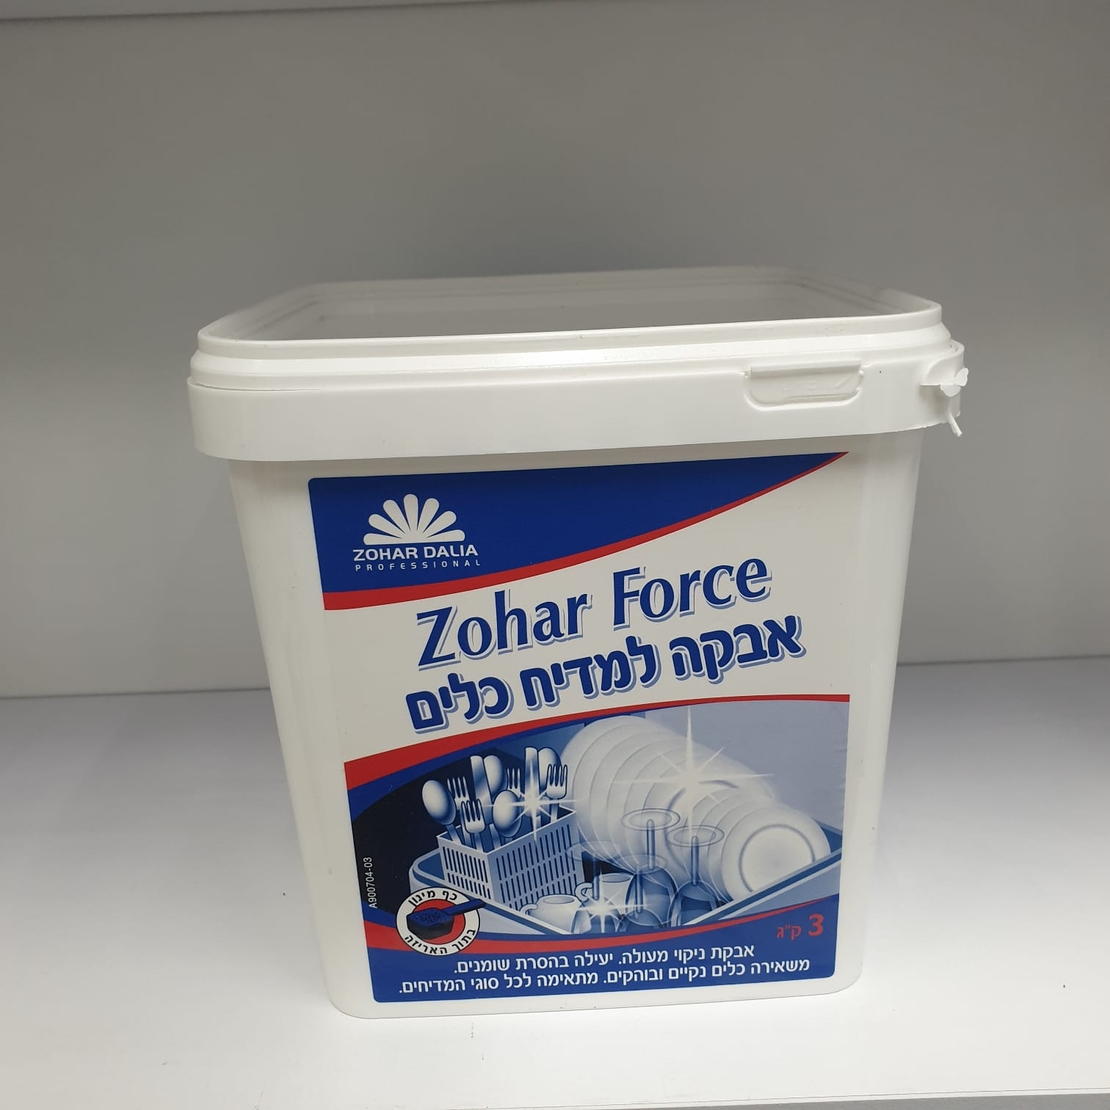 ZOHAR DALIA
PROFESSIONAL
Zohar Force
אבקה למדיח כלים
A900704-03
כף מינון
בתוך האריזה
3 ק"ג
אבקת ניקוי מעולה. יעילה בהסרת שומנים.
משאירה כלים נקיים ובוהקים. מתאימה לכל סוגי המדיחים.